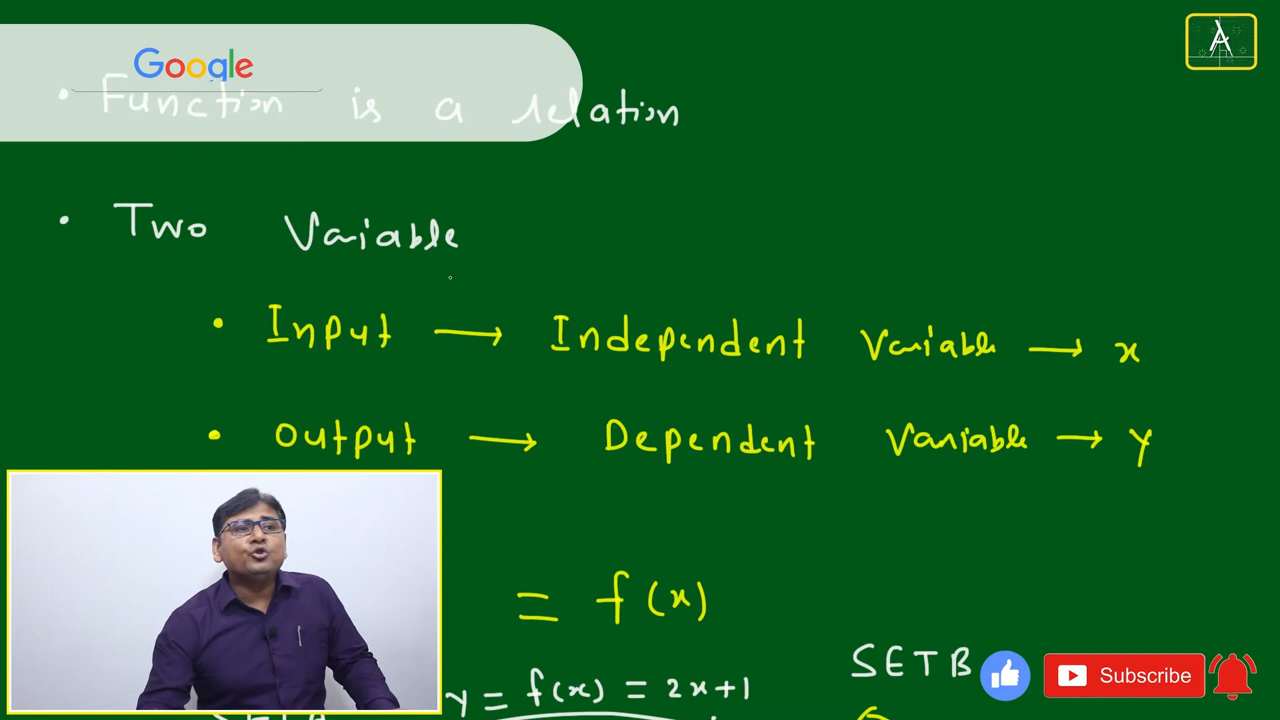 Google
• Function is a relation
• Two Variable
• Input → Independent Variable → x
• Output → Dependent Variable → y
= f(x)
y = f(x) = 2x+1
SET B
Subscribe